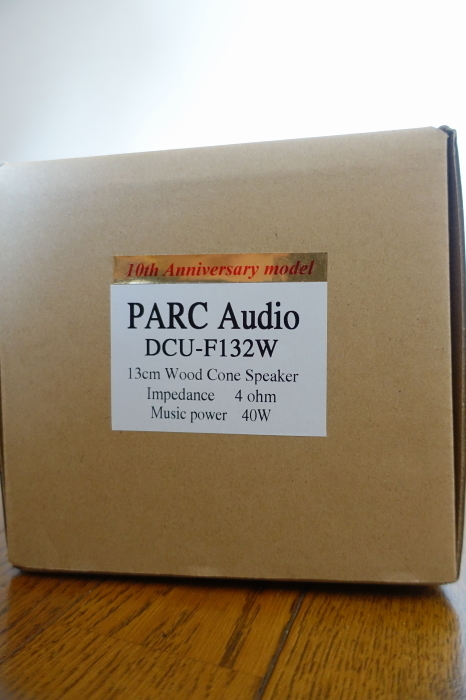 10th Anniversary model
PARC Audio
DCU-F132W
13cm Wood Cone Speaker
Impedance 4 ohm
Music power 40W